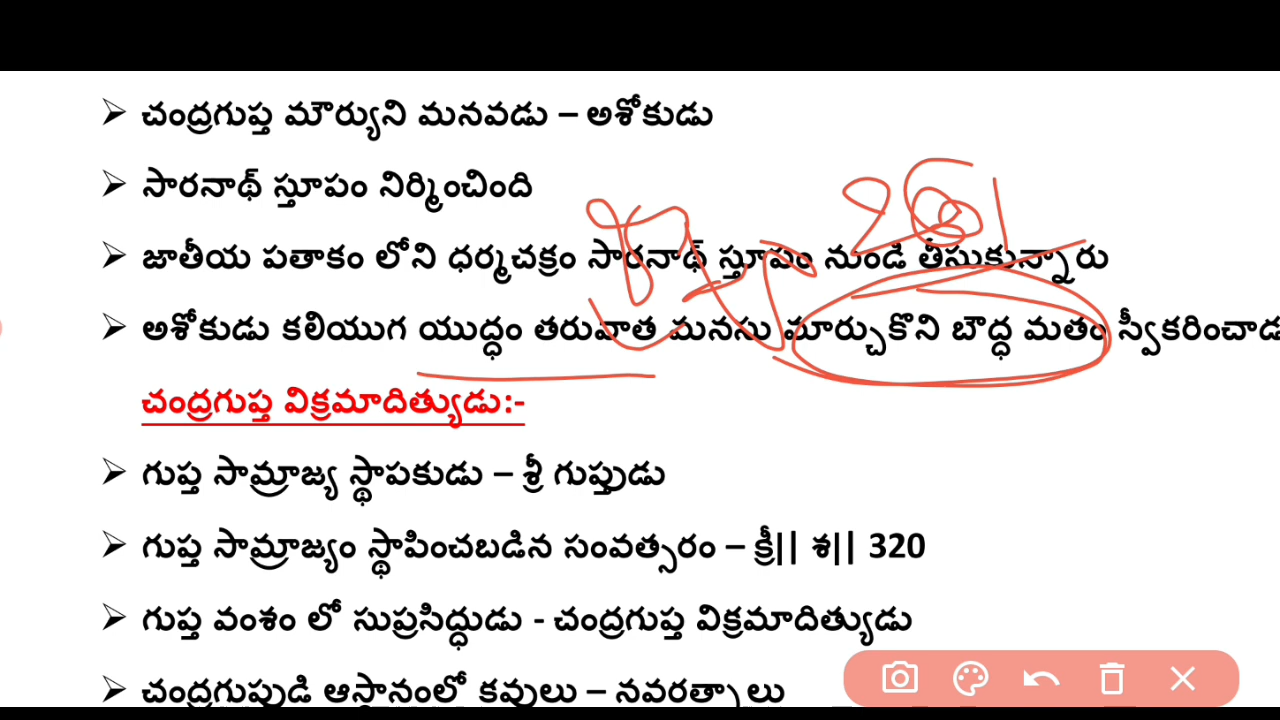 ➢ చంద్రగుప్త మౌర్యుని మనవడు – అశోకుడు
➢ సారనాథ్ స్తూపం నిర్మించింది
➢ జాతీయ పతాకం లోని ధర్మచక్రం సారనాథ్ స్తూపం నుండి తీసుకున్నారు
➢ అశోకుడు కలియుగ యుద్ధం తరువాత మనసు మార్చుకొని బౌద్ధ మతం స్వీకరించాడ
చంద్రగుప్త విక్రమాదిత్యుడు:-
➢ గుప్త సామ్రాజ్య స్థాపకుడు – శ్రీ గుప్తుడు
➢ గుప్త సామ్రాజ్యం స్థాపించబడిన సంవత్సరం – క్రీ|| శ|| 320
➢ గుప్త వంశం లో సుప్రసిద్ధుడు - చంద్రగుప్త విక్రమాదిత్యుడు
➢ చంద్రగుప్తుడి ఆస్థానంలో కవులు – నవరత్నాలు